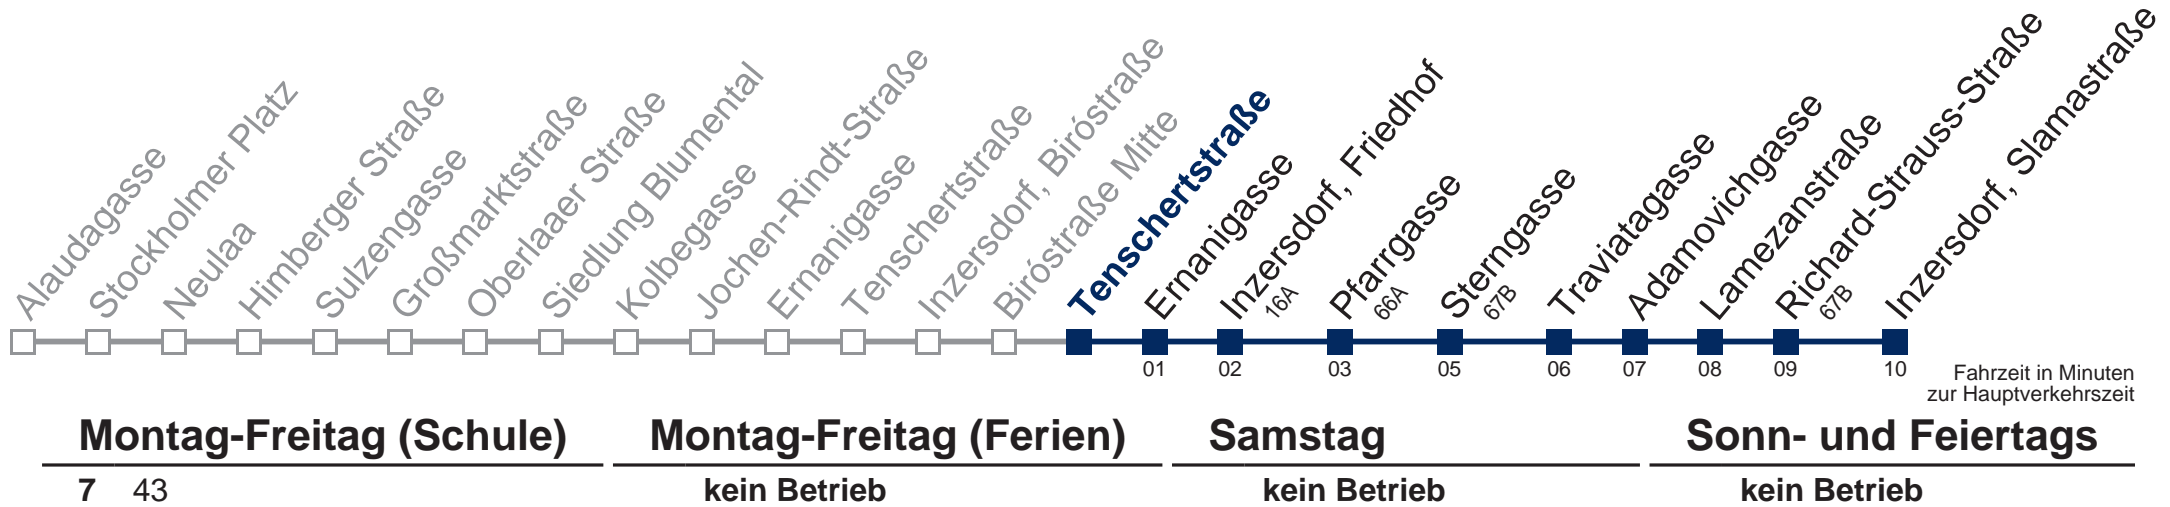 Alaudagasse
Stockholmer Platz
Neulaa
Himberger Straße
Sulzengasse
Großmarktstraße
Oberlaaer Straße
Siedlung Blumental
Kolbegasse
Jochen-Rindt-Straße
Ernanigasse
Tenschertstraße
Inzersdorf, Biróstraße
Biróstraße Mitte
Tenschertstraße
Ernanigasse
Inzersdorf, Friedhof
16A
Pfarrgasse
66A
Sterngasse
67B
Traviatagasse
Adamovichgasse
Lamezanstraße
Richard-Strauss-Straße
67B
Inzersdorf, Slamastraße
01 02 03 05 06 07 08 09 10
Fahrzeit in Minuten
zur Hauptverkehrszeit
Montag-Freitag (Schule) Montag-Freitag (Ferien) Samstag Sonn- und Feiertags
7 43 kein Betrieb kein Betrieb kein Betrieb